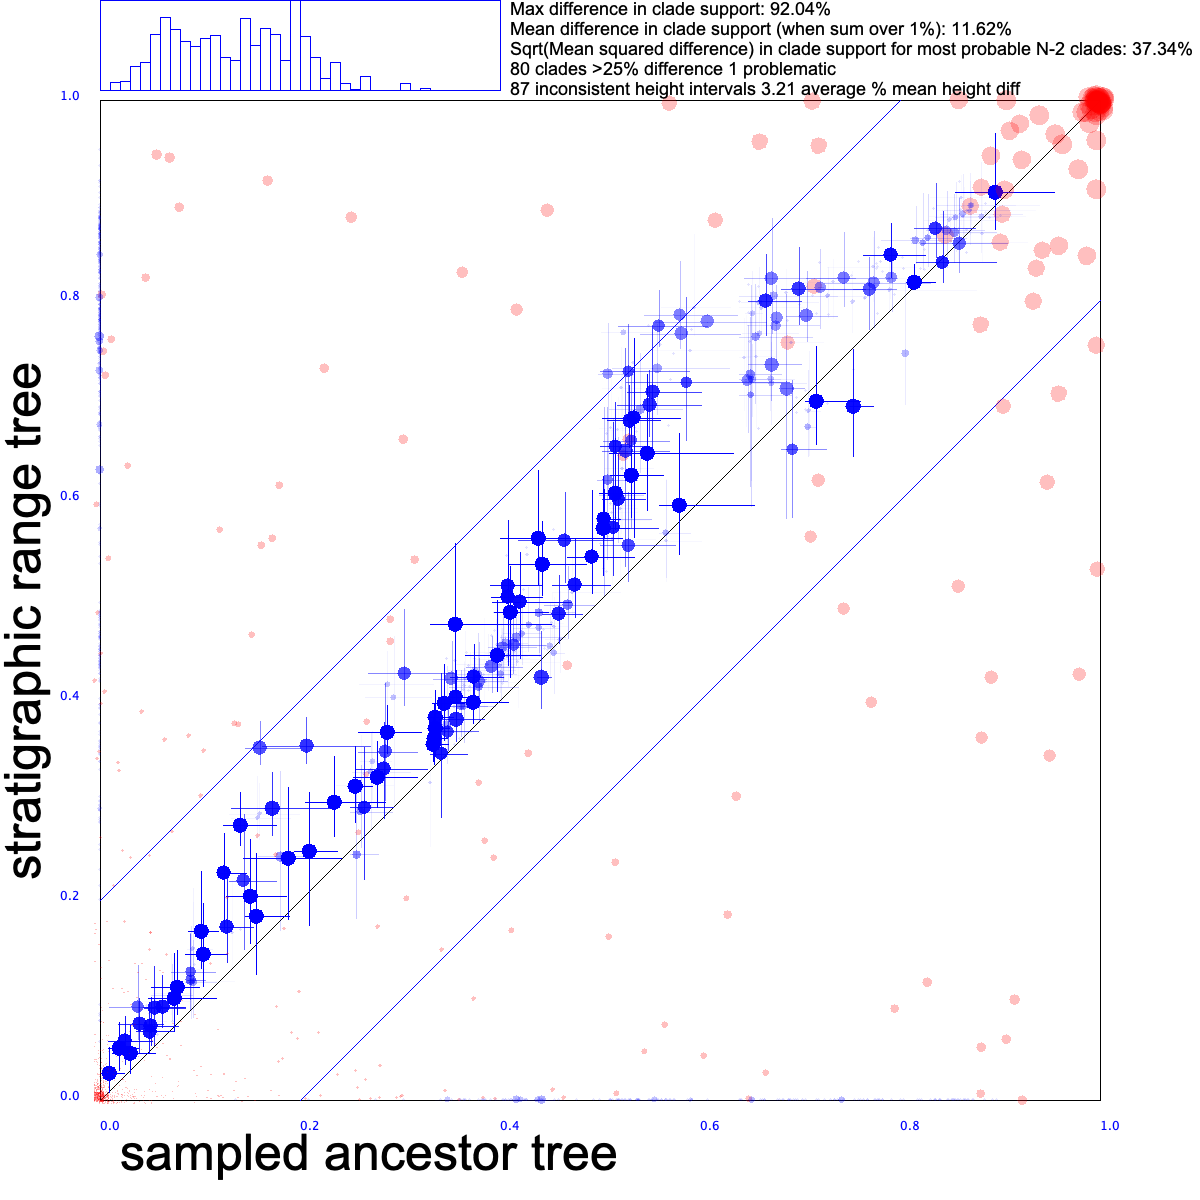 Max difference in clade support: 92.04%
Mean difference in clade support (when sum over 1%): 11.62%
Sqrt(Mean squared difference) in clade support for most probable N-2 clades: 37.34%
80 clades >25% difference 1 problematic
87 inconsistent height intervals 3.21 average % mean height diff
1.0
0.8
0.6
0.4
0.2
0.0
stratigraphic range tree
0.0 0.2 0.4 0.6 0.8 1.0
sampled ancestor tree